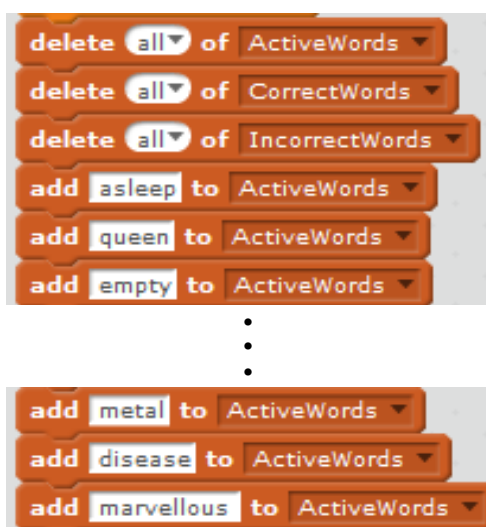 delete all of ActiveWords
delete all of CorrectWords
delete all of IncorrectWords
add asleep to ActiveWords
add queen to ActiveWords
add empty to ActiveWords
add metal to ActiveWords
add disease to ActiveWords
add marvellous to ActiveWords